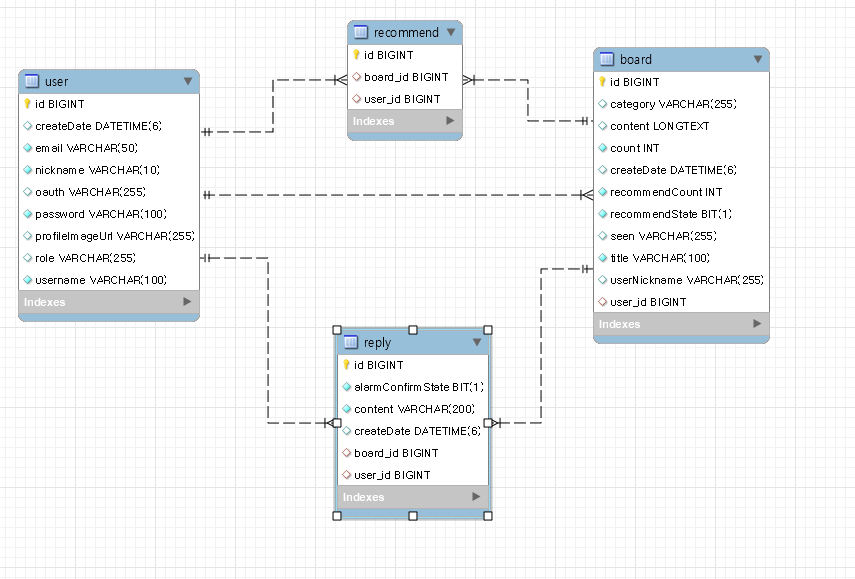 user
id BIGINT
createDate DATETIME(6)
email VARCHAR(50)
nickname VARCHAR(10)
oauth VARCHAR(255)
password VARCHAR(100)
profileImageUrl VARCHAR(255)
role VARCHAR(255)
username VARCHAR(100)
Indexes
recommend
id BIGINT
board_id BIGINT
user_id BIGINT
Indexes
board
id BIGINT
category VARCHAR(255)
content LONGTEXT
count INT
createDate DATETIME(6)
recommendCount INT
recommendState BIT(1)
seen VARCHAR(255)
title VARCHAR(100)
userNickname VARCHAR(255)
user_id BIGINT
Indexes
reply
id BIGINT
alarmConfirmState BIT(1)
content VARCHAR(200)
createDate DATETIME(6)
board_id BIGINT
user_id BIGINT
Indexes